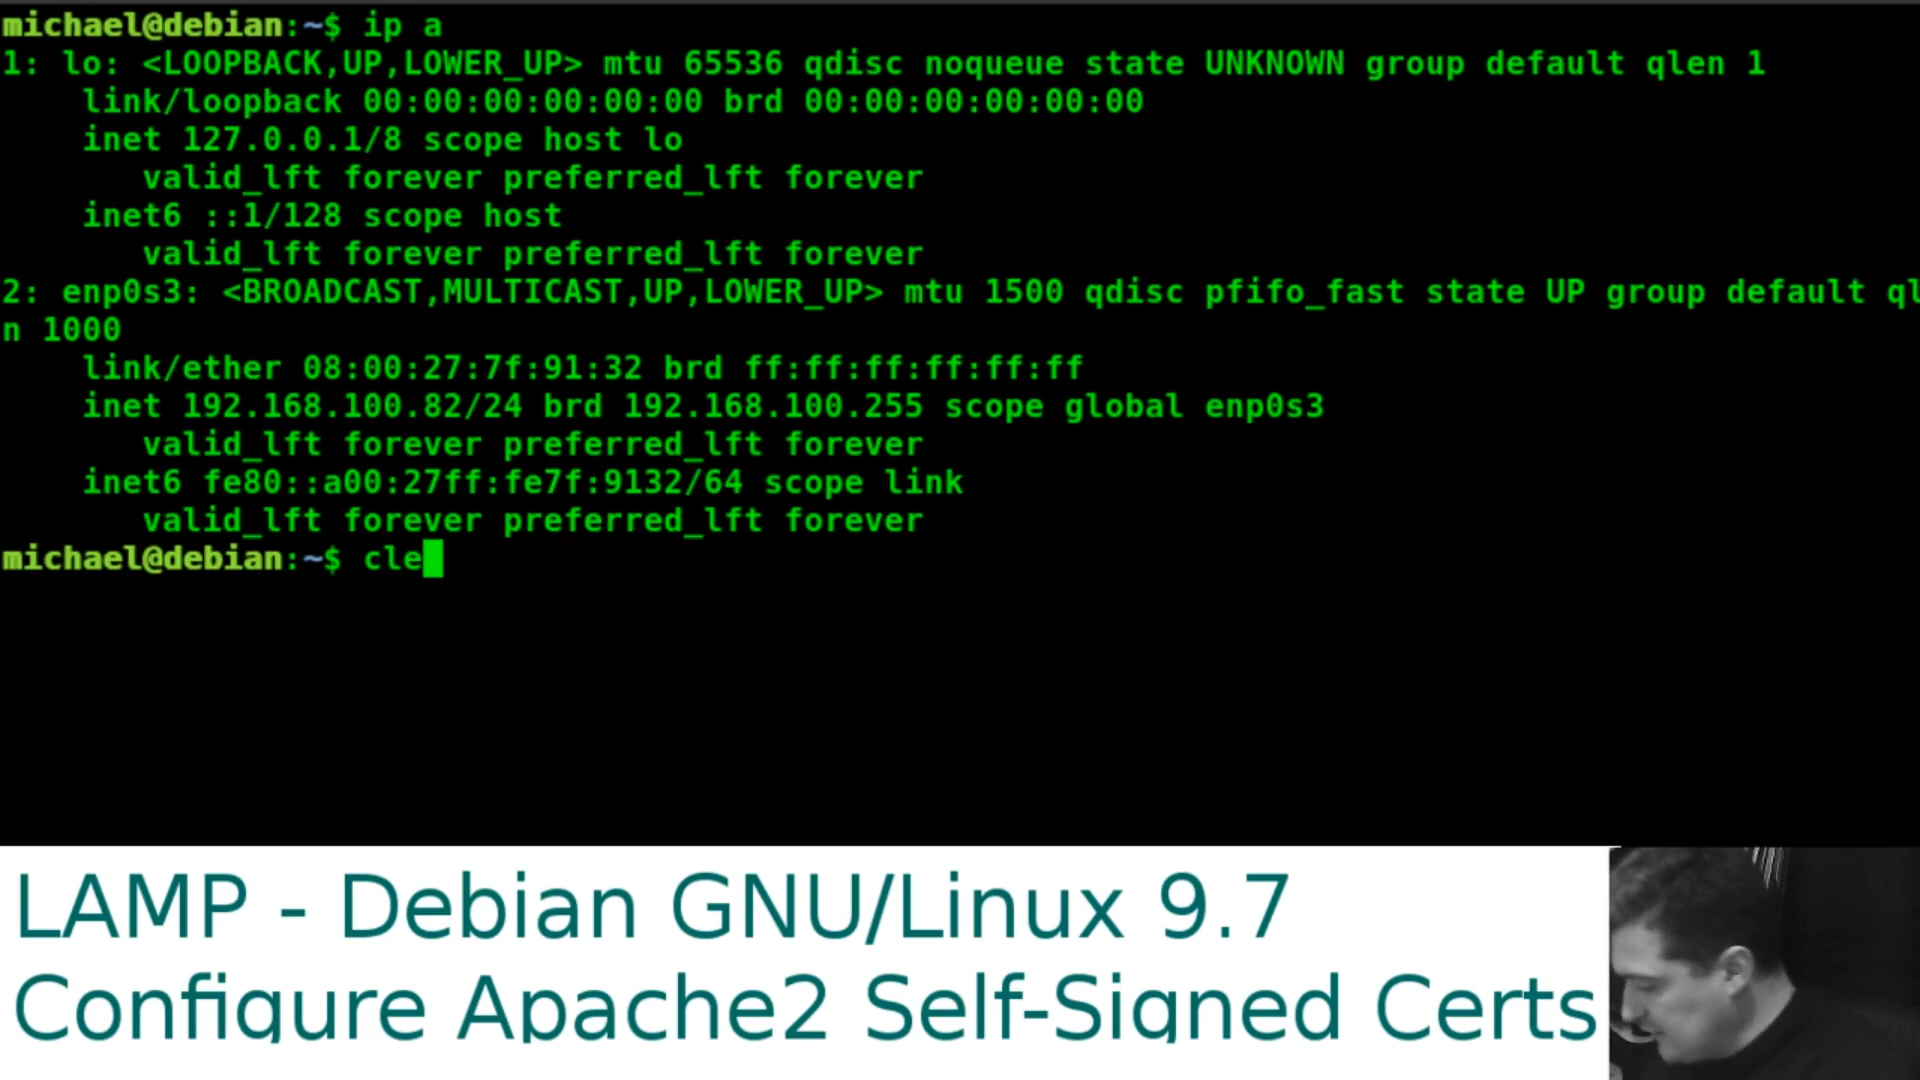 michael@debian:~$ ip a
1: lo: <LOOPBACK,UP,LOWER_UP> mtu 65536 qdisc noqueue state UNKNOWN group default qlen 1
    link/loopback 00:00:00:00:00:00 brd 00:00:00:00:00:00
    inet 127.0.0.1/8 scope host lo
       valid_lft forever preferred_lft forever
    inet6 ::1/128 scope host
       valid_lft forever preferred_lft forever
2: enp0s3: <BROADCAST,MULTICAST,UP,LOWER_UP> mtu 1500 qdisc pfifo_fast state UP group default ql
n 1000
    link/ether 08:00:27:7f:91:32 brd ff:ff:ff:ff:ff:ff
    inet 192.168.100.82/24 brd 192.168.100.255 scope global enp0s3
       valid_lft forever preferred_lft forever
    inet6 fe80::a00:27ff:fe7f:9132/64 scope link
       valid_lft forever preferred_lft forever
michael@debian:~$ cle
LAMP - Debian GNU/Linux 9.7
Configure Apache2 Self-Signed Certs